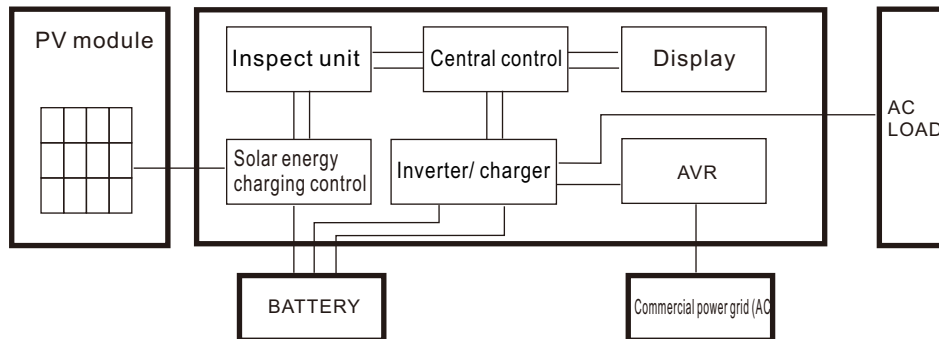 PV module
Inspect unit
Central control
Display
Solar energy
charging control
Inverter/ charger
AVR
AC
LOAD
BATTERY
Commercial power grid (AC